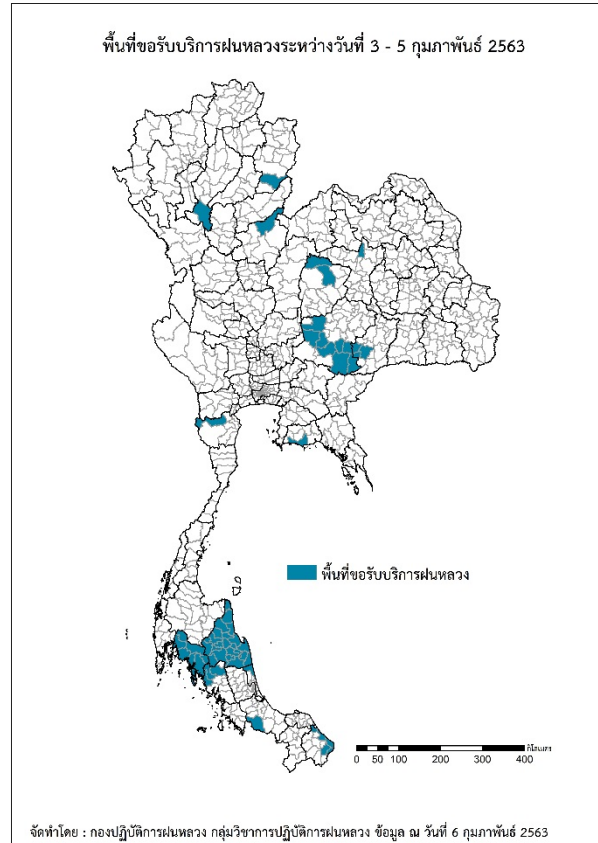 พื้นที่ขอรับบริการฝนหลวงระหว่างวันที่ 3 - 5 กุมภาพันธ์ 2563
พื้นที่ขอรับบริการฝนหลวง
กิโลเมตร
0 50 100 200 300 400
จัดทำโดย : กองปฏิบัติการฝนหลวง กลุ่มวิชาการปฏิบัติการฝนหลวง ข้อมูล ณ วันที่ 6 กุมภาพันธ์ 2563